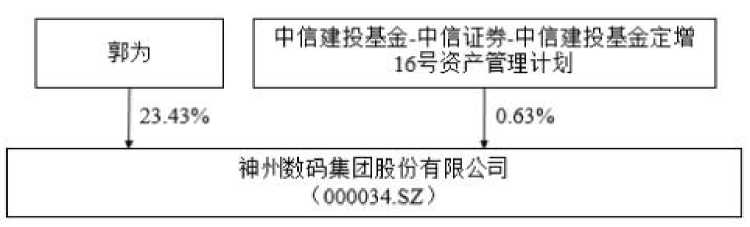 郭为
中信建投基金-中信证券-中信建投基金定增
16号资产管理计划
23.43%
0.63%
神州数码集团股份有限公司
（000034.SZ）